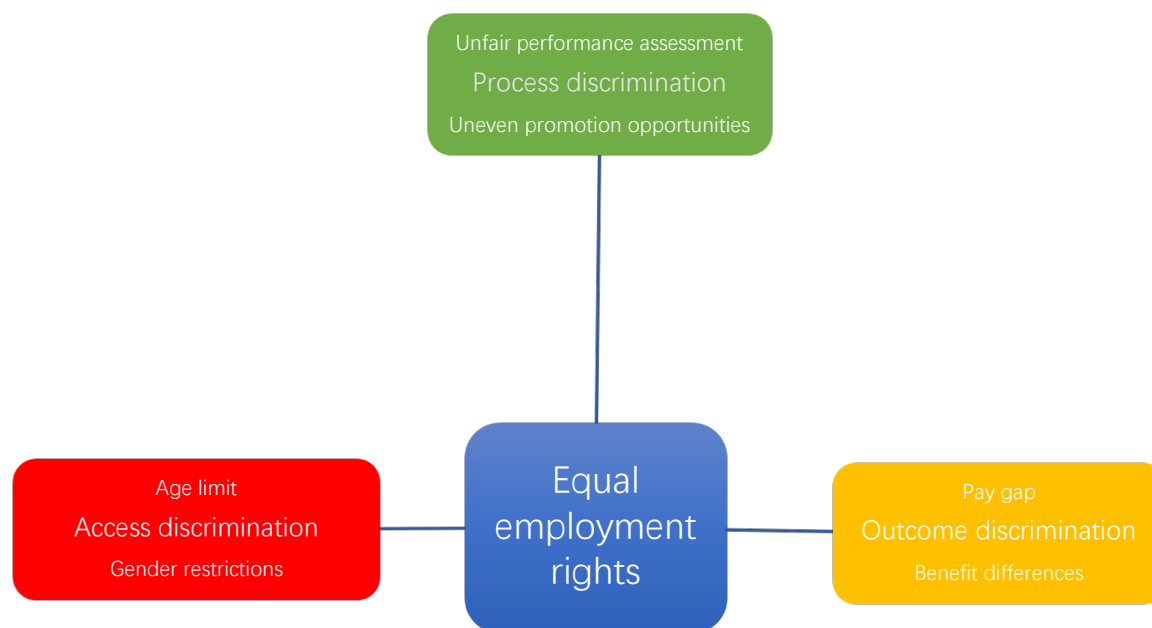 Unfair performance assessment
Process discrimination
Uneven promotion opportunities
Age limit
Access discrimination
Gender restrictions
Equal
employment
rights
Pay gap
Outcome discrimination
Benefit differences